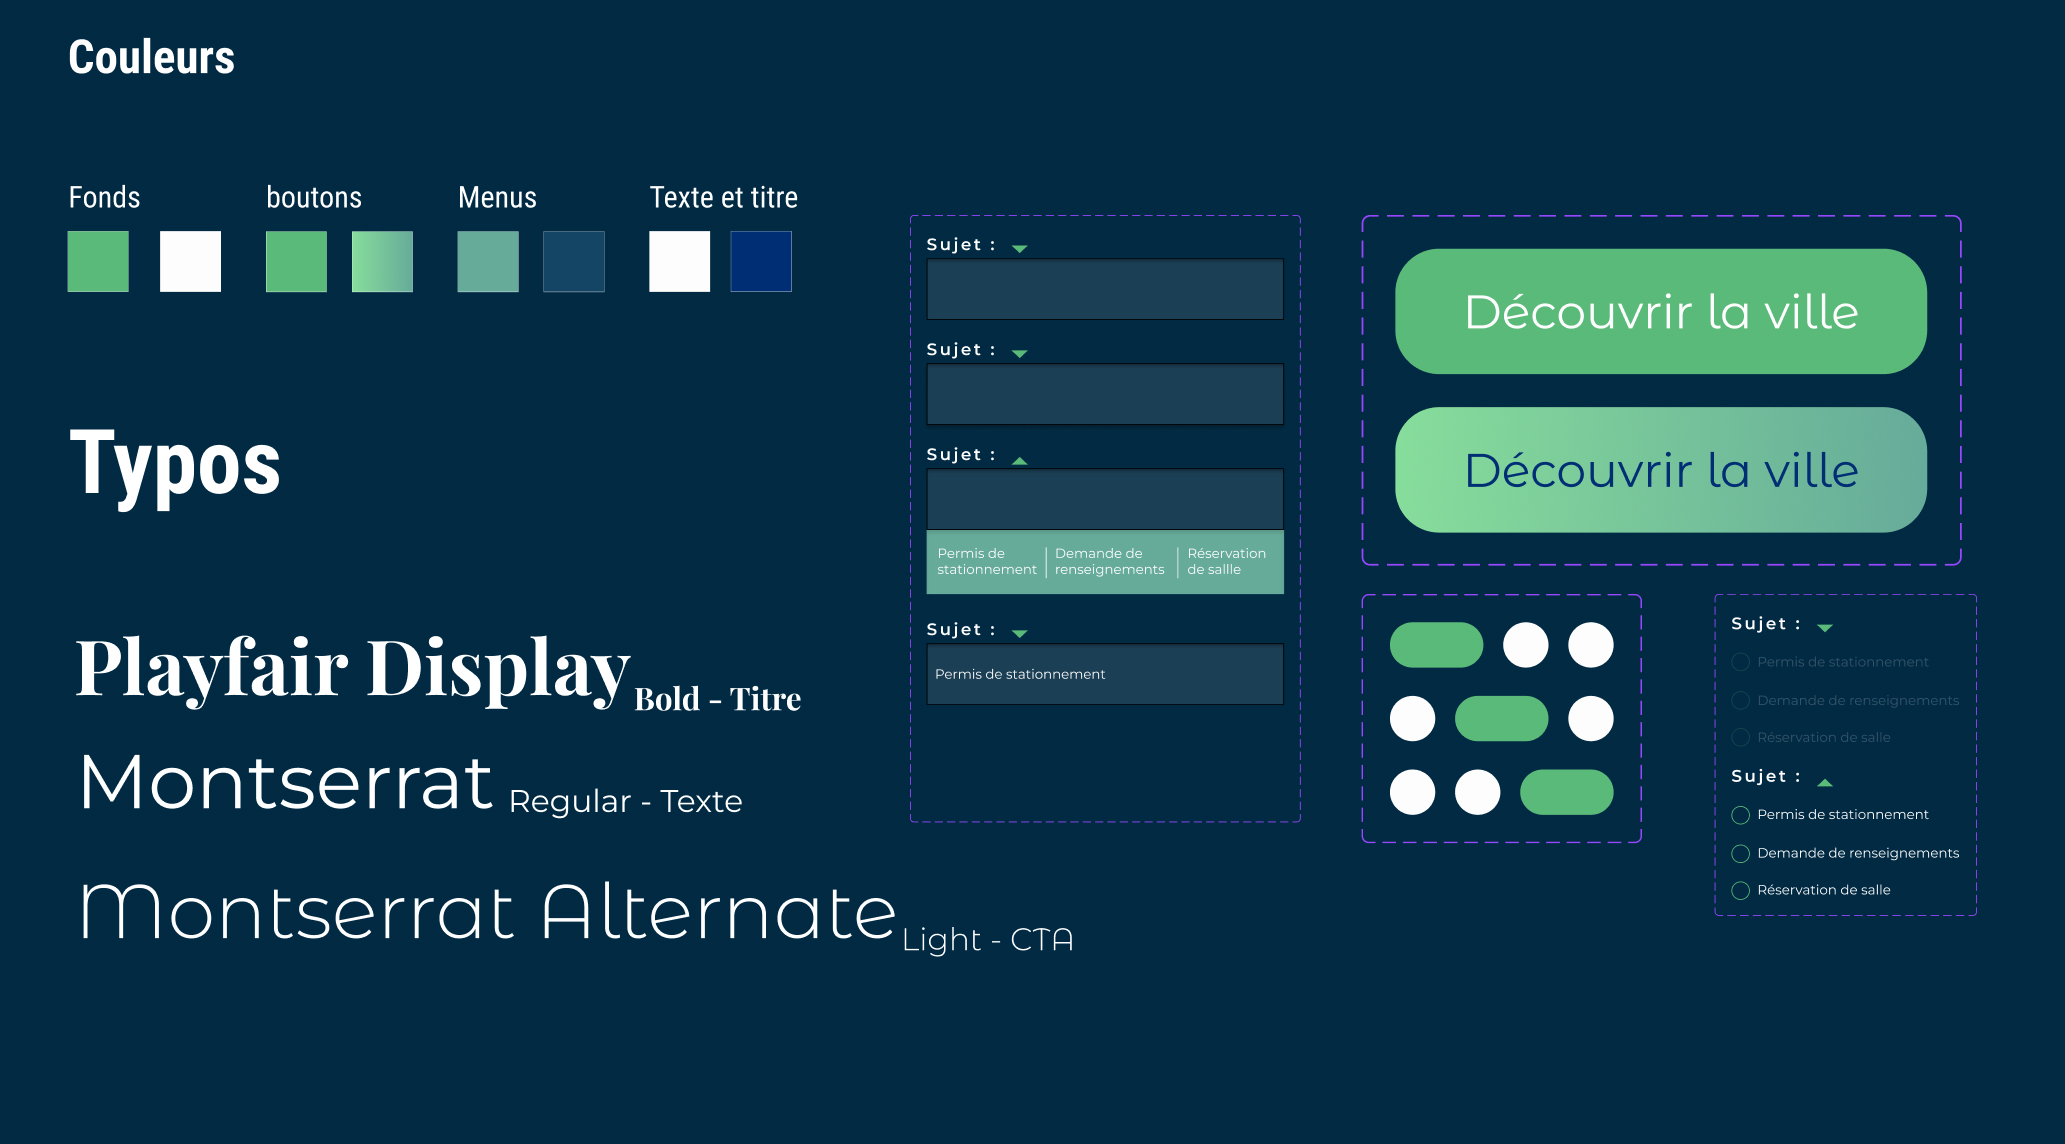 Couleurs
Fonds
boutons
Menus
Texte et titre
Typos
Playfair Display Bold - Titre
Montserrat Regular - Texte
Montserrat Alternate Light - CTA
Sujet :
Sujet :
Sujet :
Permis de
stationnement
Demande de
renseignements
Réservation
de sallle
Sujet :
Permis de stationnement
Découvrir la ville
Découvrir la ville
Sujet :
Permis de stationnement
Demande de renseignements
Réservation de salle
Sujet :
Permis de stationnement
Demande de renseignements
Réservation de salle